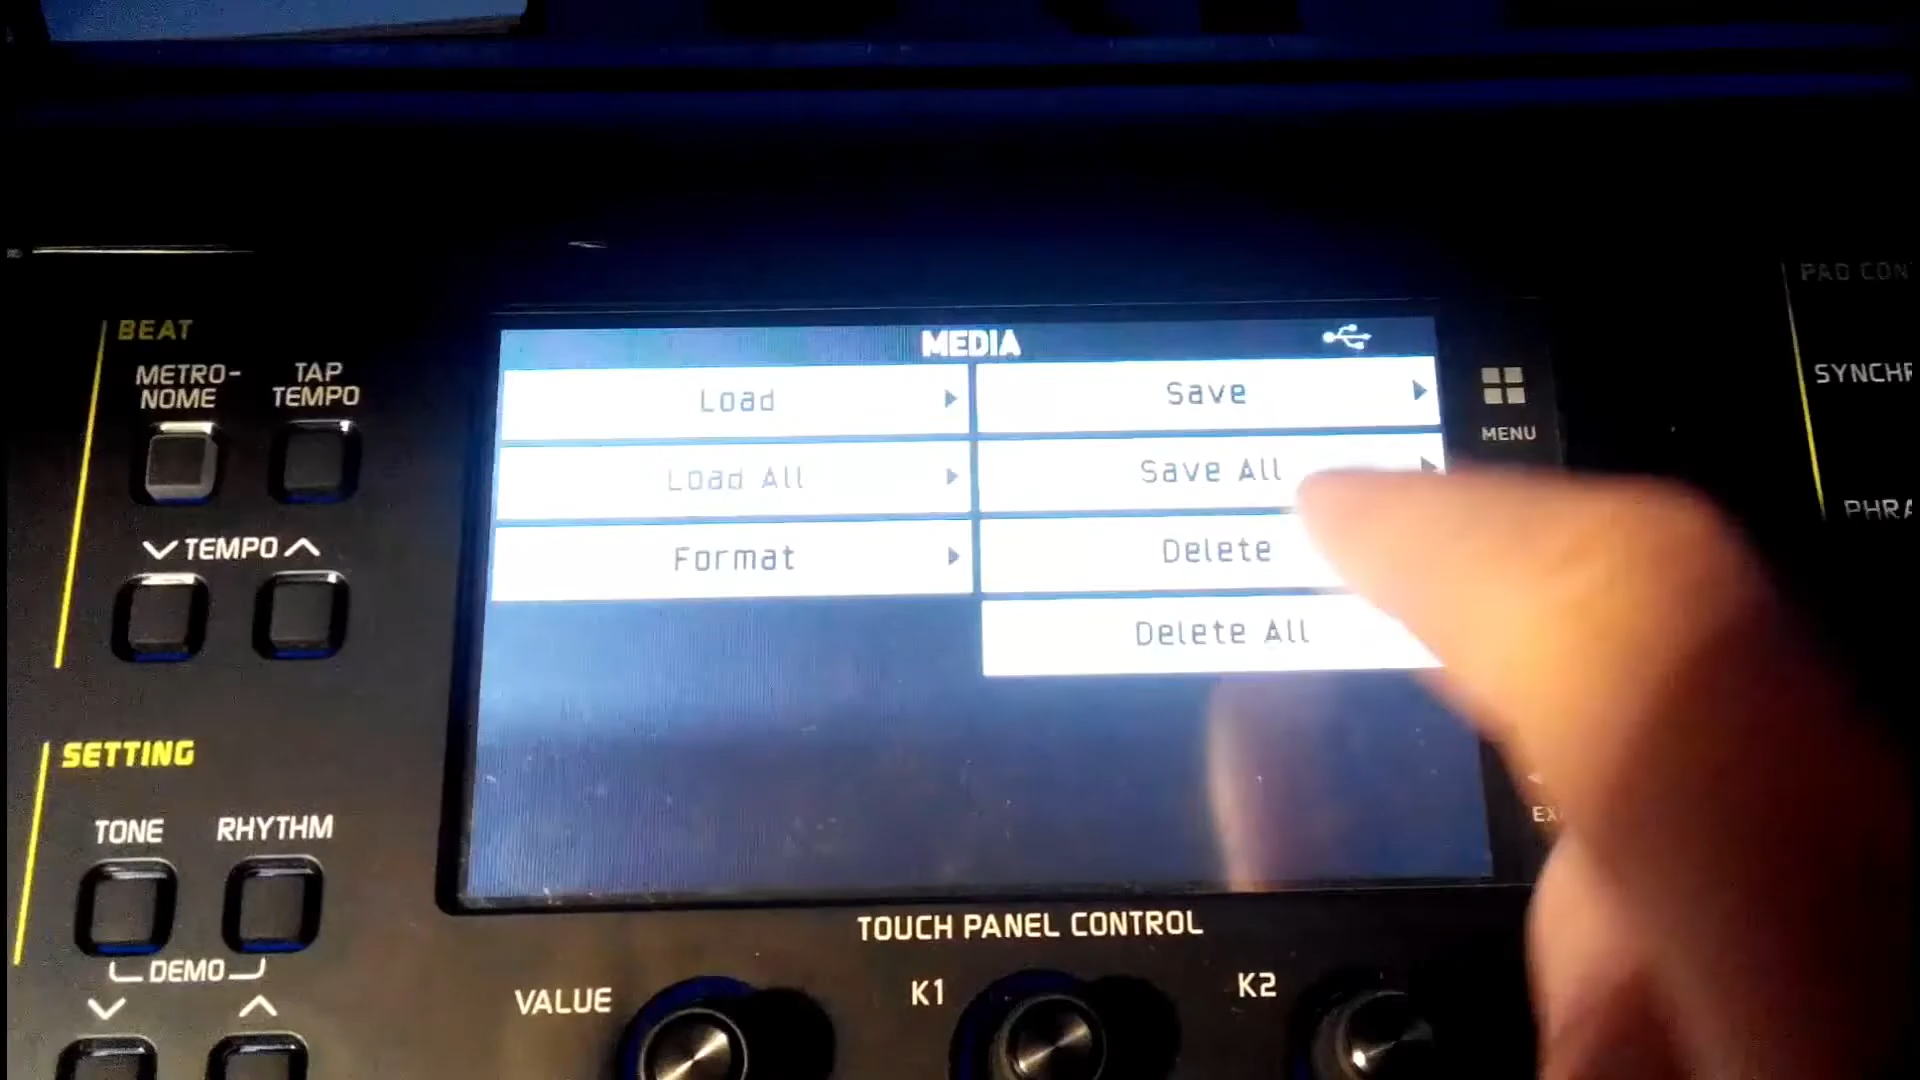 PAD CON
BEAT
METRO-
NOME
TAP
TEMPO
TEMPO
SETTING
TONE
RHYTHM
DEMO
MEDIA
Load
Save
Load All
Save All
Format
Delete
Delete All
MENU
SYNCHR
PHRA
EX
TOUCH PANEL CONTROL
VALUE
K1
K2